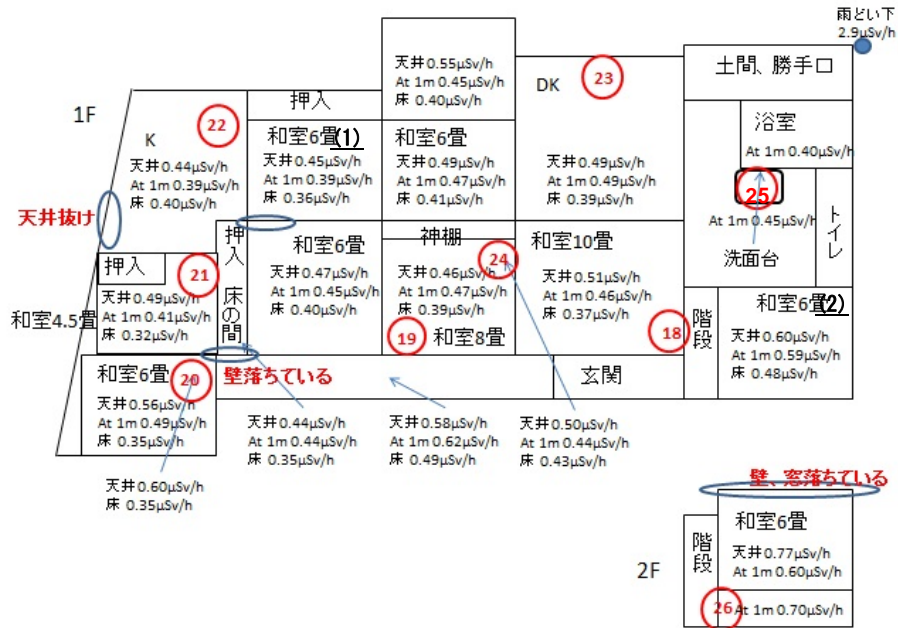 雨どい下
2.9μSv/h
1F
K
22
天井 0.44μSv/h
At 1m 0.39μSv/h
床 0.40μSv/h
押入
和室6畳(1)
天井 0.45μSv/h
At 1m 0.39μSv/h
床 0.36μSv/h
天井 0.55μSv/h
At 1m 0.45μSv/h
床 0.40μSv/h
和室6畳
天井 0.49μSv/h
At 1m 0.47μSv/h
床 0.41μSv/h
DK
23
天井 0.49μSv/h
At 1m 0.49μSv/h
床 0.39μSv/h
土間、勝手口
浴室
At 1m 0.40μSv/h
25
At 1m 0.45μSv/h
洗面台
トイレ
天井抜け
押入
21
和室4.5畳
天井 0.49μSv/h
At 1m 0.41μSv/h
床 0.32μSv/h
押入
床の間
和室6畳
天井 0.47μSv/h
At 1m 0.45μSv/h
床 0.40μSv/h
神棚
24
天井 0.46μSv/h
At 1m 0.47μSv/h
床 0.39μSv/h
19
和室8畳
和室10畳
天井 0.51μSv/h
At 1m 0.46μSv/h
床 0.37μSv/h
18
階段
和室6畳(2)
天井 0.60μSv/h
At 1m 0.59μSv/h
床 0.48μSv/h
和室6畳
20
天井 0.56μSv/h
At 1m 0.49μSv/h
床 0.35μSv/h
壁落ちている
玄関
天井 0.60μSv/h
床 0.35μSv/h
天井 0.44μSv/h
At 1m 0.44μSv/h
床 0.35μSv/h
天井 0.58μSv/h
At 1m 0.62μSv/h
床 0.49μSv/h
天井 0.50μSv/h
At 1m 0.44μSv/h
床 0.43μSv/h
壁、窓落ちている
2F
階段
和室6畳
天井 0.77μSv/h
At 1m 0.60μSv/h
26
At 1m 0.70μSv/h